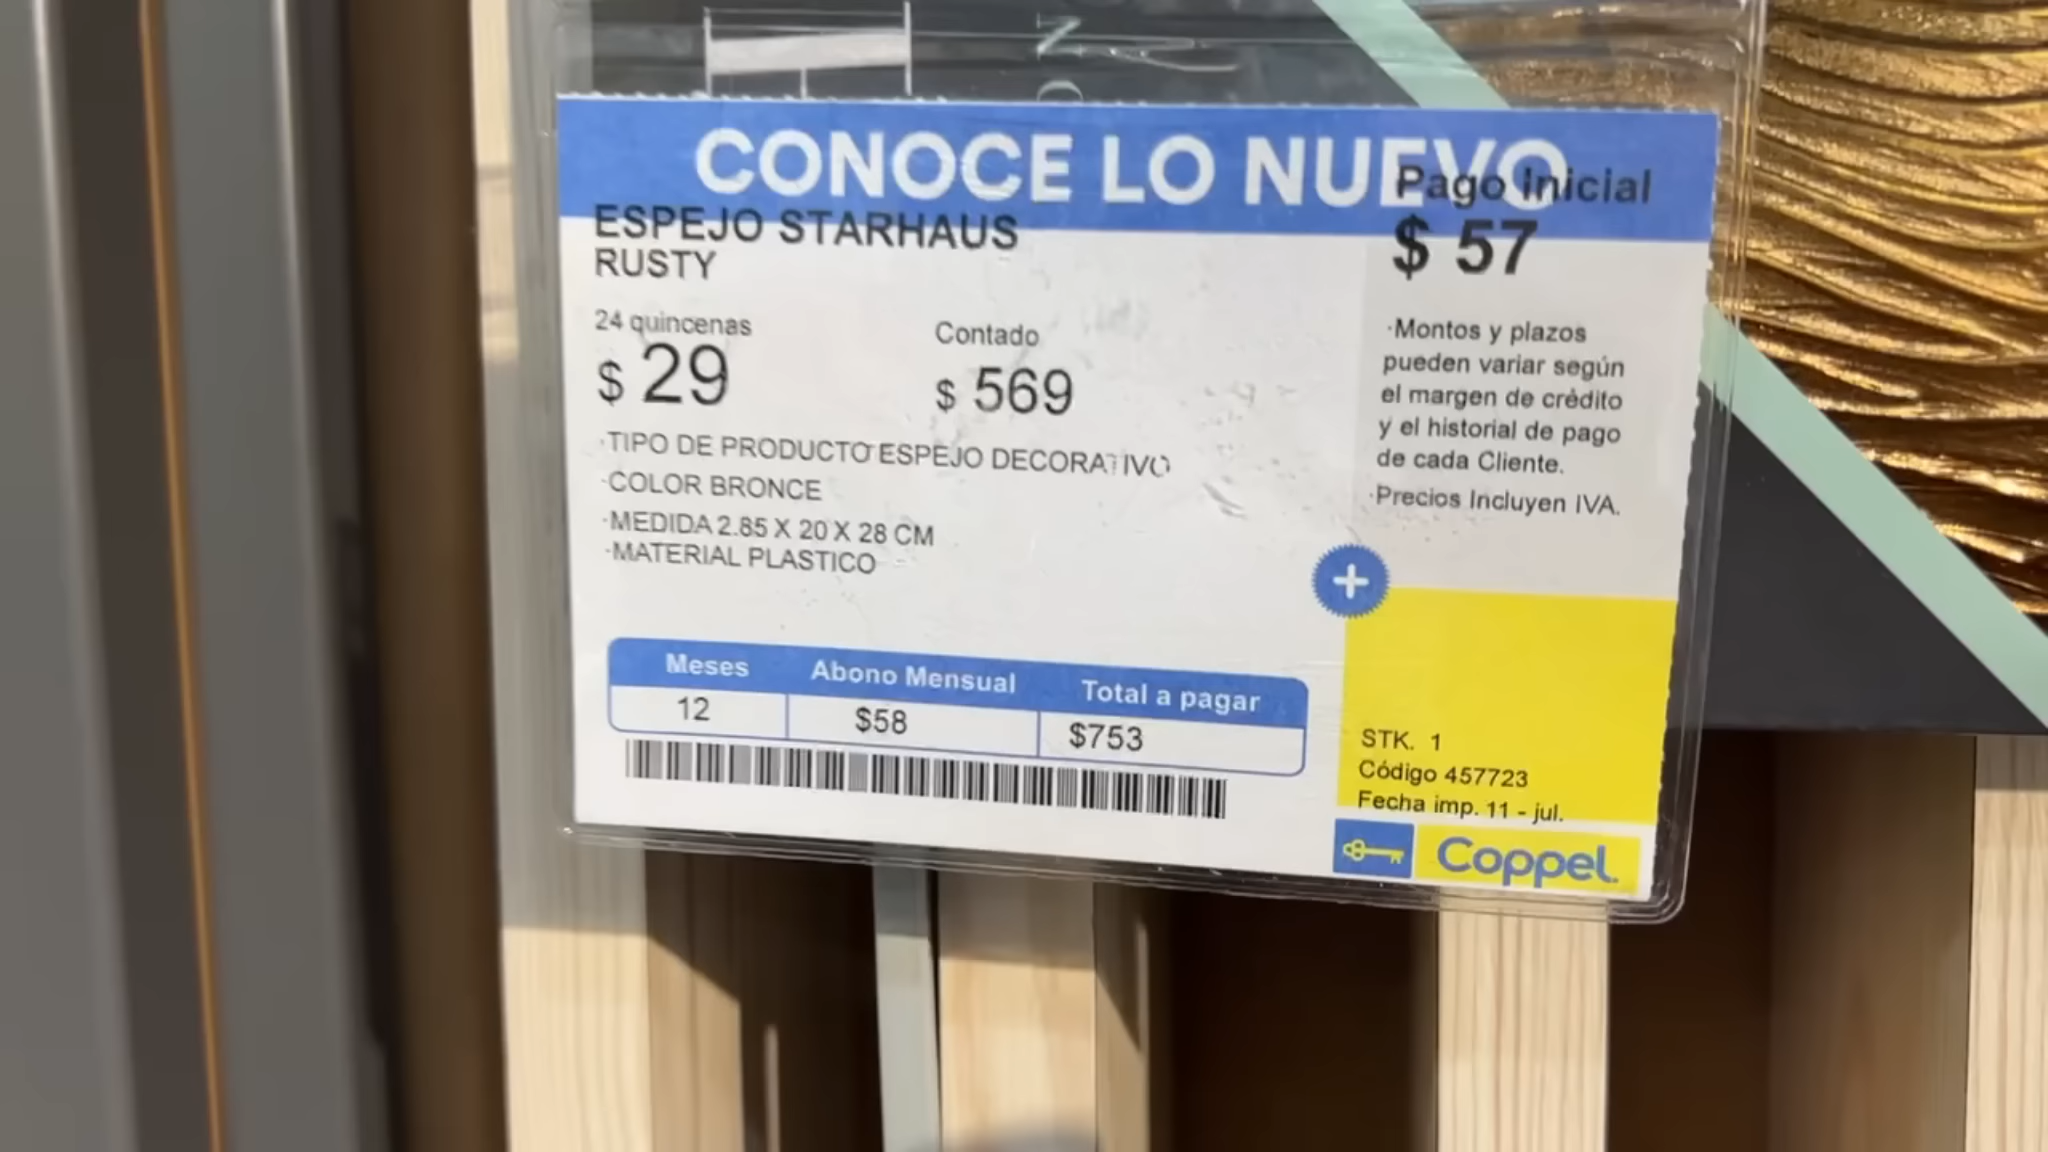 CONOCE LO NUEVO
ESPEJO STARHAUS
RUSTY
24 quincenas
$ 29
Contado
$ 569
·TIPO DE PRODUCTO ESPEJO DECORATIVO
·COLOR BRONCE
·MEDIDA 2.85 X 20 X 28 CM
·MATERIAL PLASTICO
Pago inicial
$ 57
·Montos y plazos
pueden variar según
el margen de crédito
y el historial de pago
de cada Cliente.
·Precios Incluyen IVA.
+
Meses Abono Mensual Total a pagar
12 $58 $753
STK. 1
Código 457723
Fecha imp. 11 - jul.
Coppel.